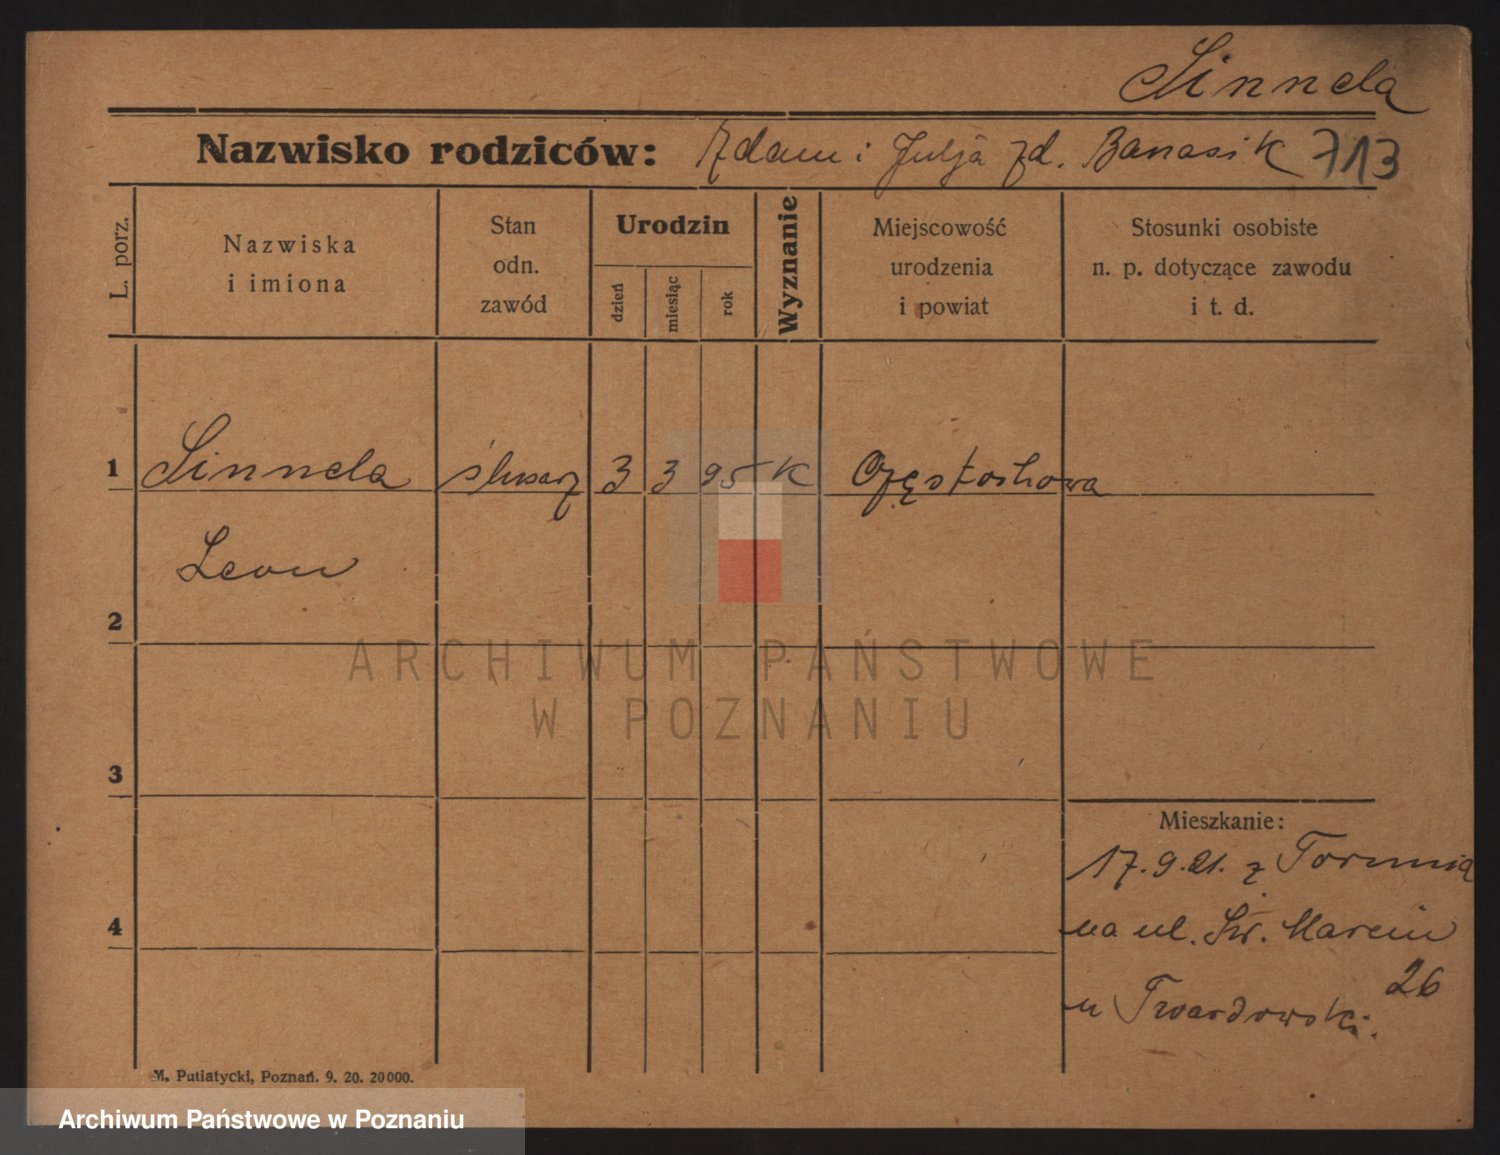 Sinnela
Nazwisko rodziców: Adam i Julja zd. Banasik 713
L. porz.
Nazwiska
i imiona
Stan
odn.
zawód
Urodzin
dzień
miesiąc
rok
Wyznanie
Miejscowość
urodzenia
i powiat
Stosunki osobiste
n. p. dotyczące zawodu
i t. d.
1 Sinnela ślusarz 3 3 95 K Częstochowa
Leon
2
3
4
Mieszkanie:
17.9.21. z Torunia
na ul. Św. Marcin
26
u Twardowski.
M. Putiatycki, Poznań. 9. 20. 20000.
ARCHIWUM PAŃSTWOWE
W POZNANIU
Archiwum Państwowe w Poznaniu